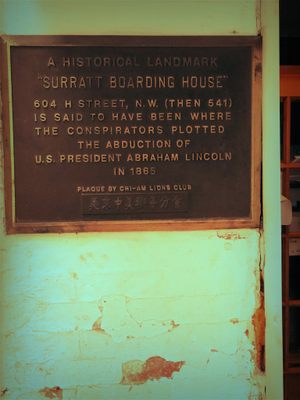 A HISTORICAL LANDMARK
"SURRATT BOARDING HOUSE"
604 H STREET, N.W. (THEN 541)
IS SAID TO HAVE BEEN WHERE
THE CONSPIRATORS PLOTTED
THE ABDUCTION OF
U.S. PRESIDENT ABRAHAM LINCOLN
IN 1865
PLAQUE BY CHI-AM LIONS CLUB